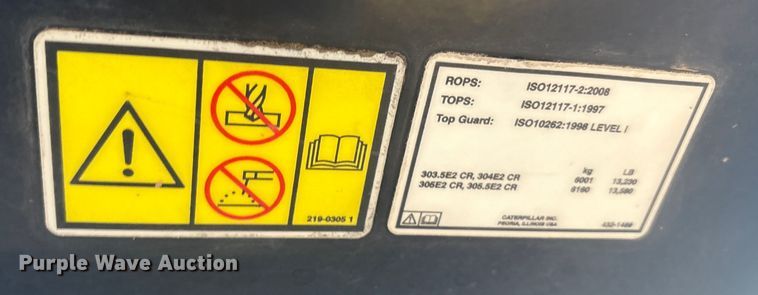 219-0305 1
ROPS: ISO12117-2:2008
TOPS: ISO12117-1:1997
Top Guard: ISO10262:1998 LEVEL I
kg LB
303.5E2 CR, 304E2 CR 6001 13,230
305E2 CR, 305.5E2 CR 6160 13,580
CATERPILLAR INC.
PEORIA, ILLINOIS USA
Purple Wave Auction